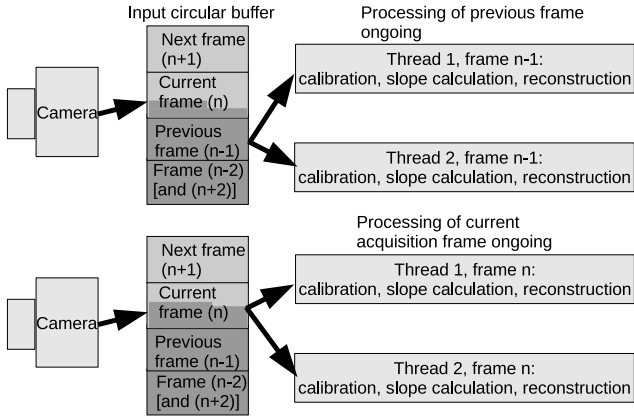 Input circular buffer
Processing of previous frame
ongoing
Next frame
(n+1)
Current
frame (n)
Previous
frame (n-1)
Frame (n-2)
[and (n+2)]
Camera
Thread 1, frame n-1:
calibration, slope calculation, reconstruction
Thread 2, frame n-1:
calibration, slope calculation, reconstruction
Processing of current
acquisition frame ongoing
Next frame
(n+1)
Current
frame (n)
Previous
frame (n-1)
Frame (n-2)
[and (n+2)]
Camera
Thread 1, frame n:
calibration, slope calculation, reconstruction
Thread 2, frame n:
calibration, slope calculation, reconstruction